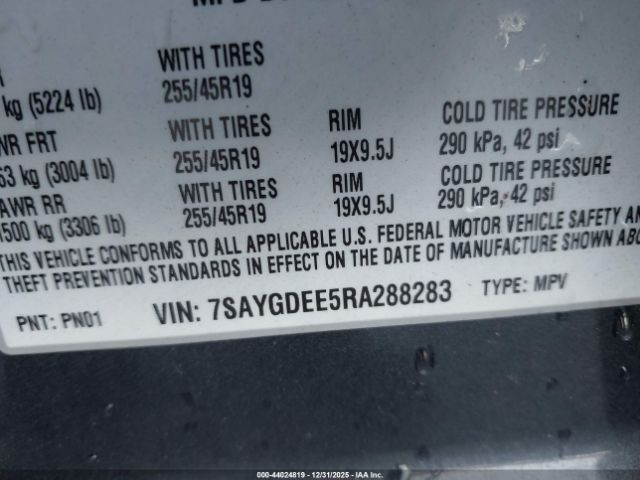 WITH TIRES
kg (5224 lb) 255/45R19
WR FRT WITH TIRES RIM COLD TIRE PRESSURE
63 kg (3004 lb) 255/45R19 19X9.5J 290 kPa, 42 psi
AWR RR WITH TIRES RIM COLD TIRE PRESSURE
1500 kg (3306 lb) 255/45R19 19X9.5J 290 kPa, 42 psi
THIS VEHICLE CONFORMS TO ALL APPLICABLE U.S. FEDERAL MOTOR VEHICLE SAFETY AN
THEFT PREVENTION STANDARDS IN EFFECT ON THE DATE OF MANUFACTURE SHOWN ABO
PNT: PN01 VIN: 7SAYGDEE5RA288283 TYPE: MPV
000-44024819 - 12/31/2025 - IAAI.com